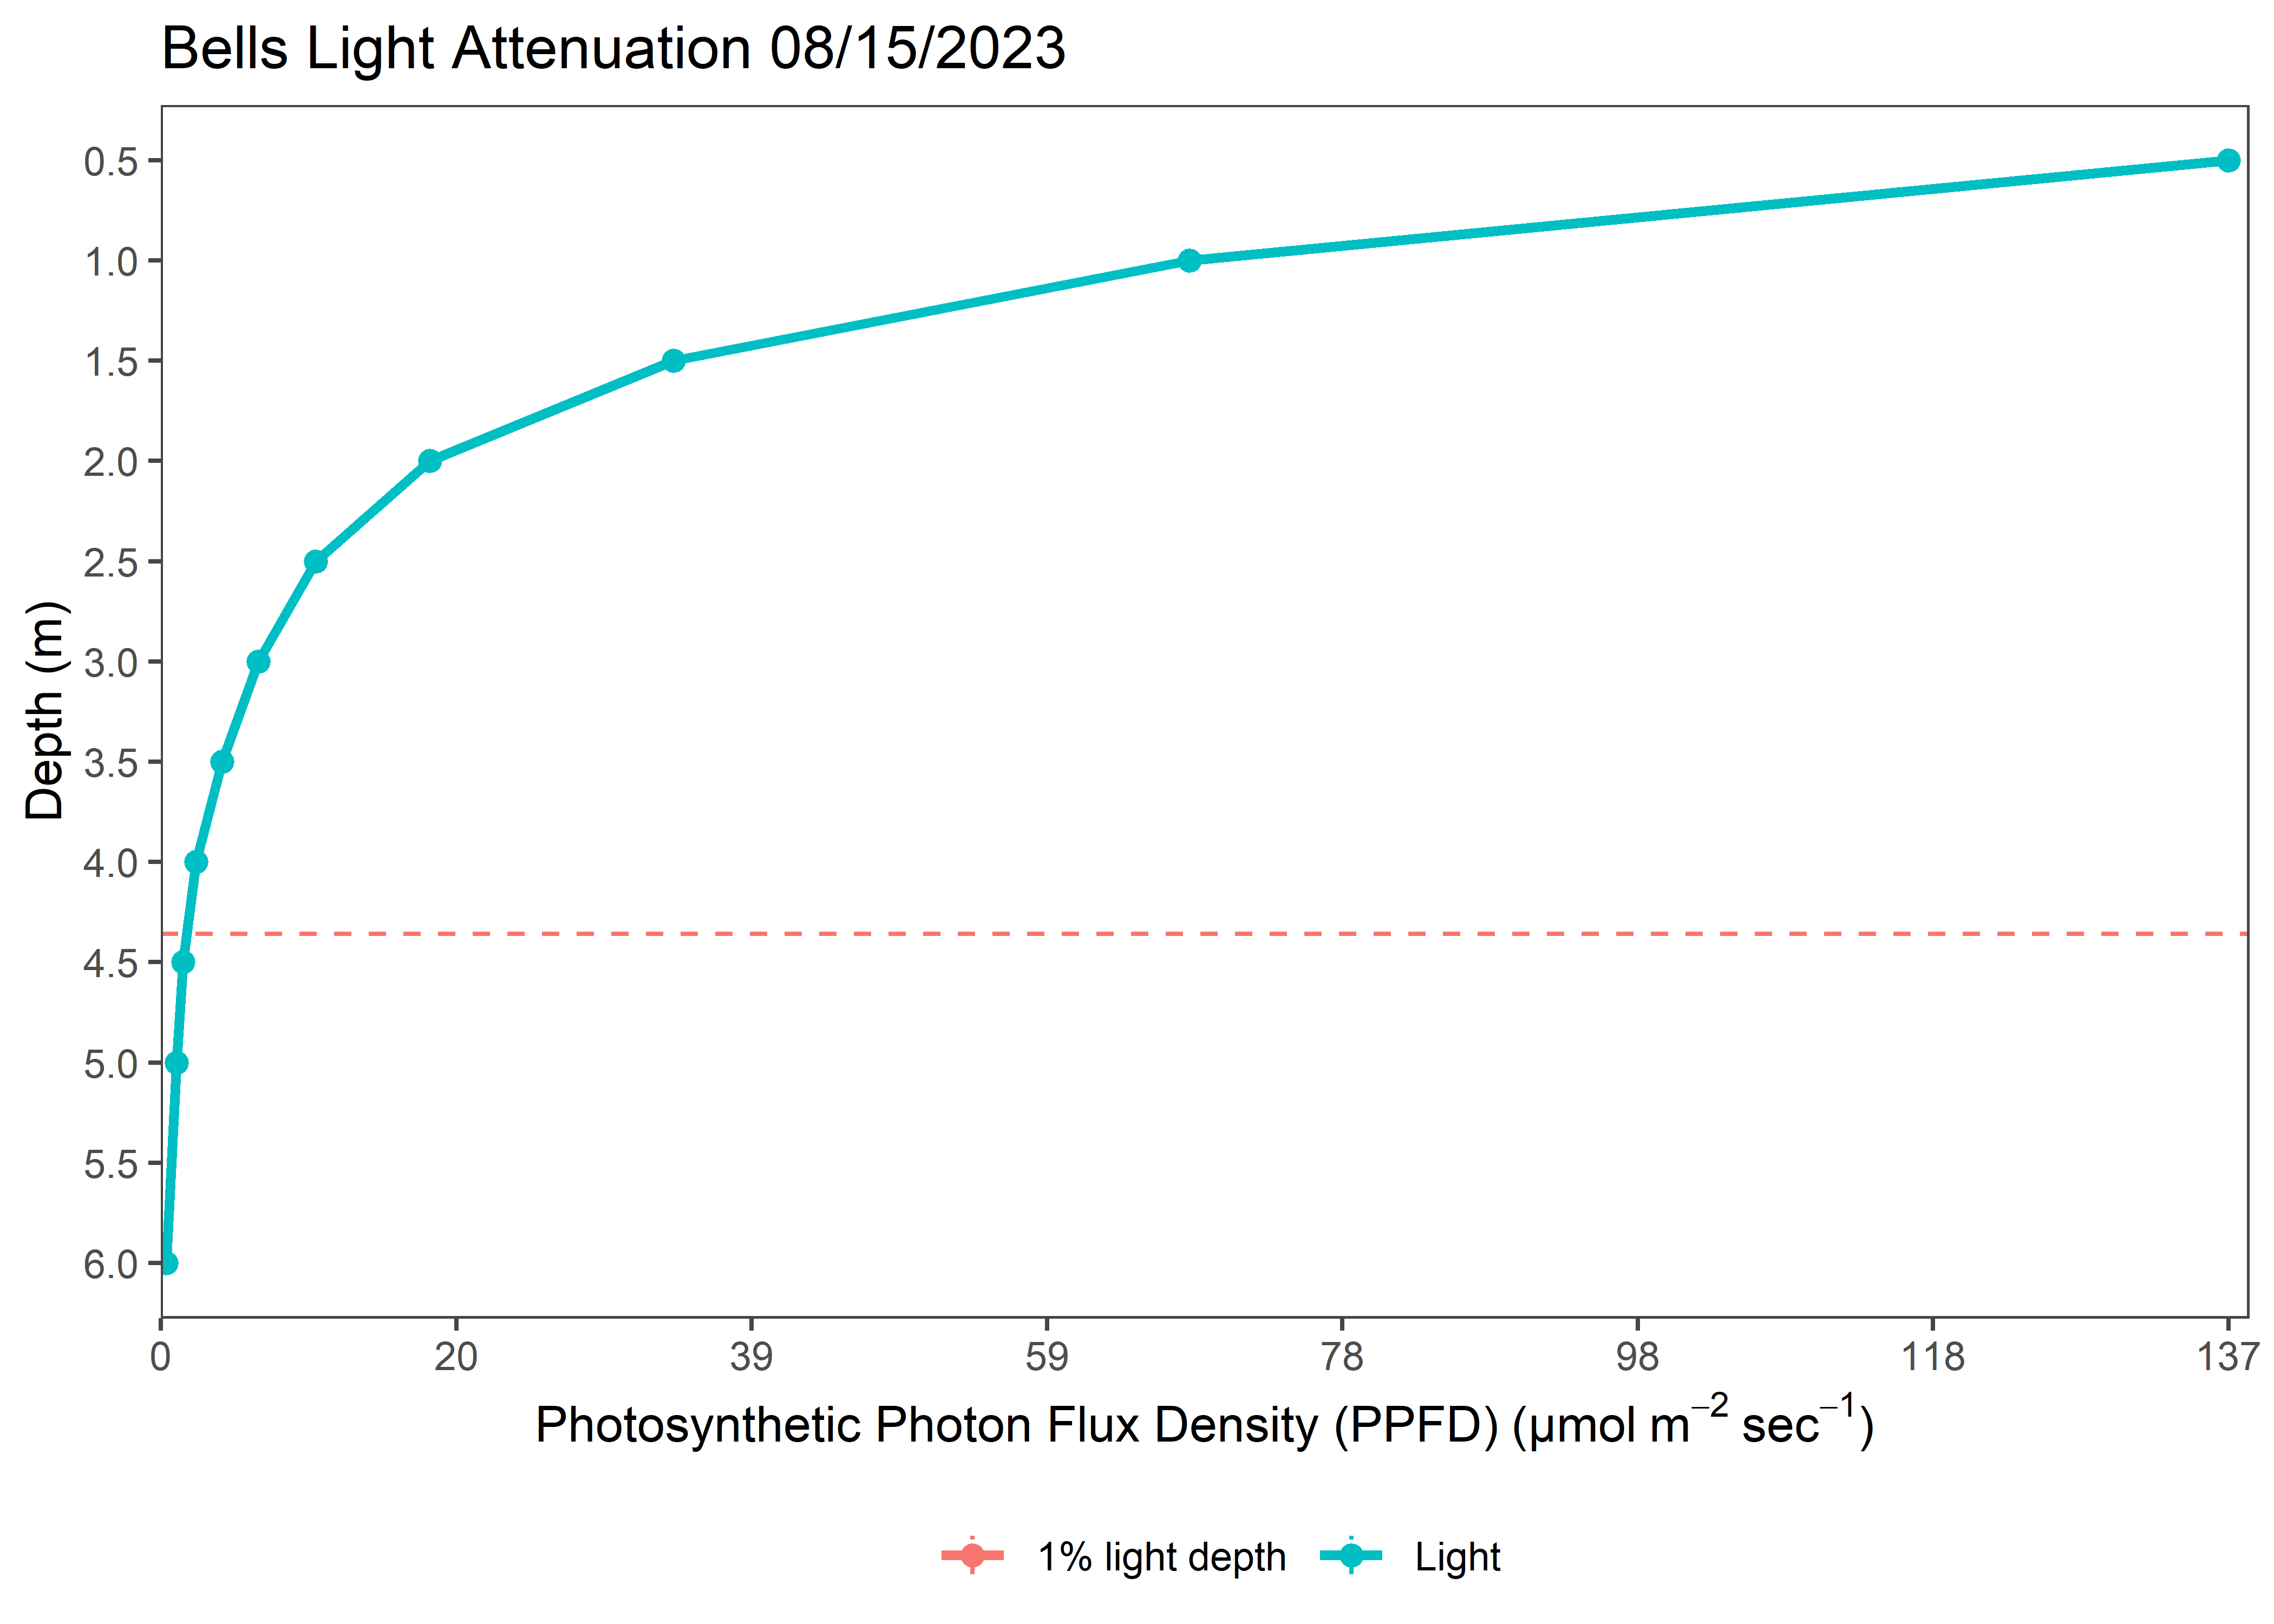 Bells Light Attenuation 08/15/2023
0.5
1.0
1.5
2.0
2.5
3.0
3.5
4.0
4.5
5.0
5.5
6.0
Depth (m)
0 20 39 59 78 98 118 137
Photosynthetic Photon Flux Density (PPFD) (μmol m⁻² sec⁻¹)
1% light depth Light